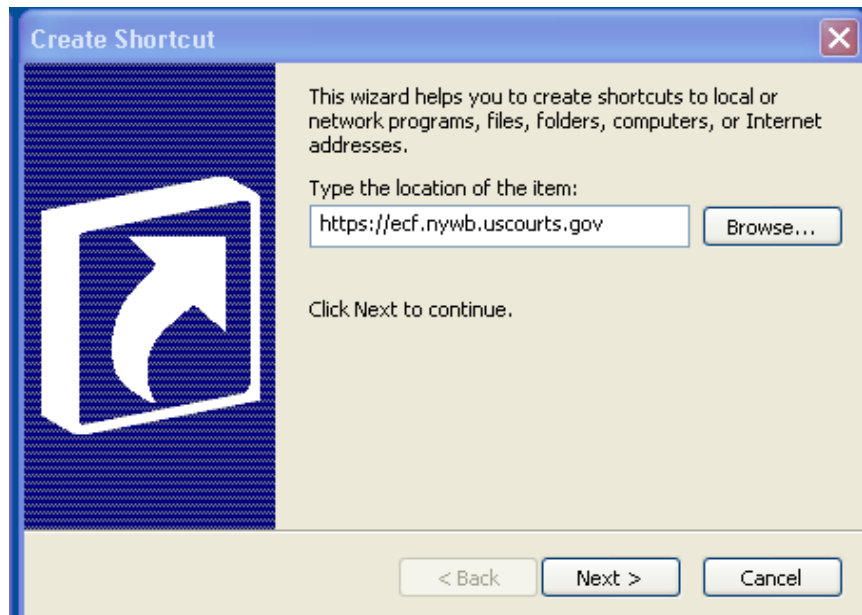 Create Shortcut
This wizard helps you to create shortcuts to local or
network programs, files, folders, computers, or Internet
addresses.
Type the location of the item:
https://ecf.nywb.uscourts.gov
Browse...
Click Next to continue.
< Back
Next >
Cancel